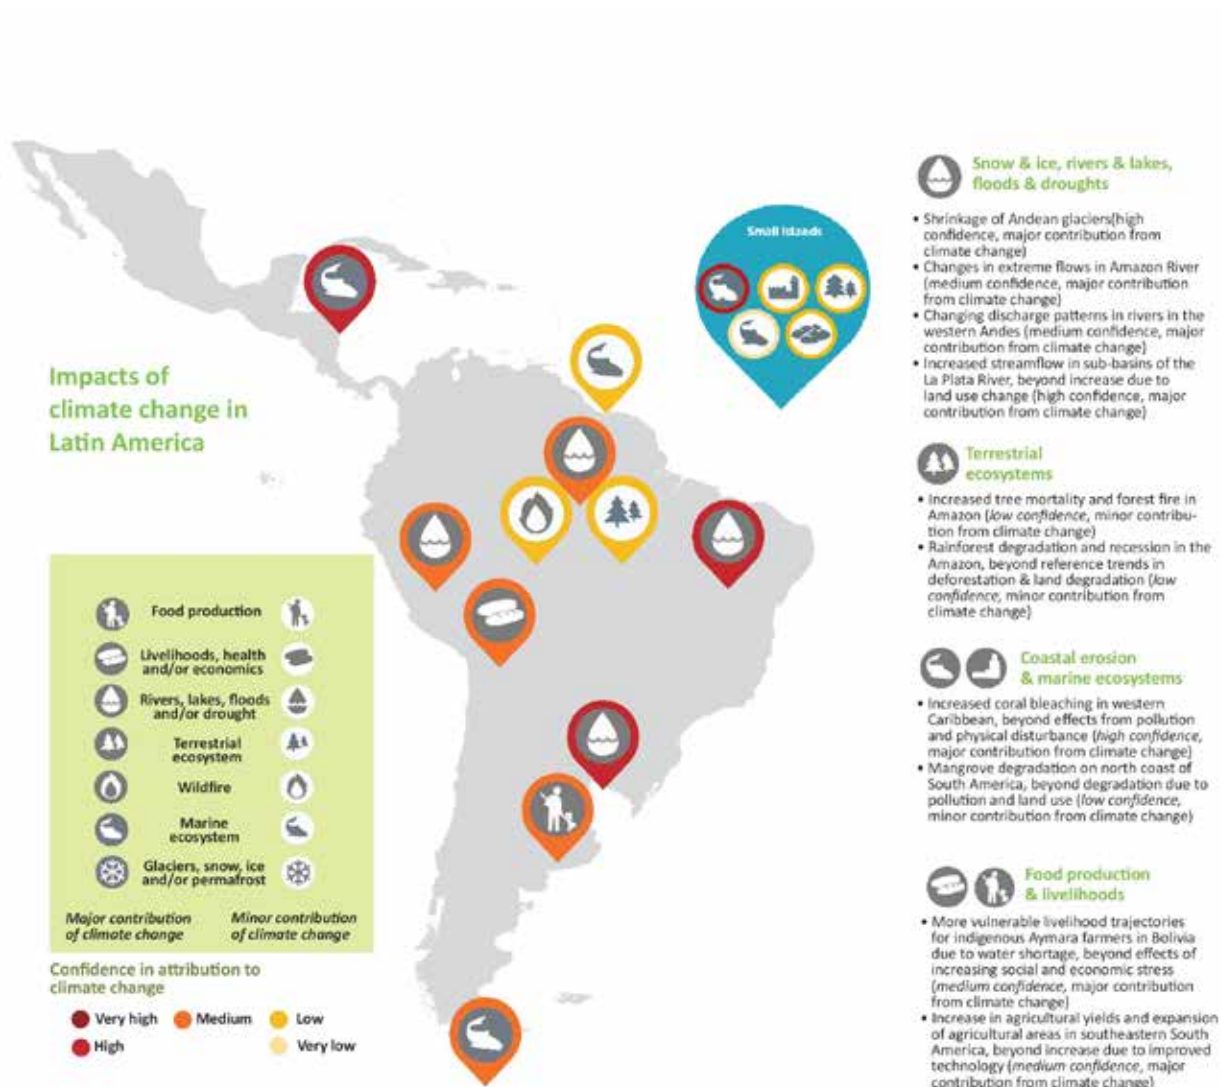 Impacts of
climate change in
Latin America
Small Islands
Food production
Livelihoods, health
and/or economics
Rivers, lakes, floods
and/or drought
Terrestrial
ecosystem
Wildfire
Marine
ecosystem
Glaciers, snow, ice
and/or permafrost
Major contribution
of climate change
Minor contribution
of climate change
Confidence in attribution to
climate change
Very high
Medium
Low
High
Very low
Snow & ice, rivers & lakes,
floods & droughts
• Shrinkage of Andean glaciers(high
confidence, major contribution from
climate change)
• Changes in extreme flows in Amazon River
(medium confidence, major contribution
from climate change)
• Changing discharge patterns in rivers in the
western Andes (medium confidence, major
contribution from climate change)
• Increased streamflow in sub-basins of the
La Plata River, beyond increase due to
land use change (high confidence, major
contribution from climate change)
Terrestrial
ecosystems
• Increased tree mortality and forest fire in
Amazon (low confidence, minor contribu-
tion from climate change)
• Rainforest degradation and recession in the
Amazon, beyond reference trends in
deforestation & land degradation (low
confidence, minor contribution from
climate change)
Coastal erosion
& marine ecosystems
• Increased coral bleaching in western
Caribbean, beyond effects from pollution
and physical disturbance (high confidence,
major contribution from climate change)
• Mangrove degradation on north coast of
South America, beyond degradation due to
pollution and land use (low confidence,
minor contribution from climate change)
Food production
& livelihoods
• More vulnerable livelihood trajectories
for indigenous Aymara farmers in Bolivia
due to water shortage, beyond effects of
increasing social and economic stress
(medium confidence, major contribution
from climate change)
• Increase in agricultural yields and expansion
of agricultural areas in southeastern South
America, beyond increase due to improved
technology (medium confidence, major
contribution from climate change)